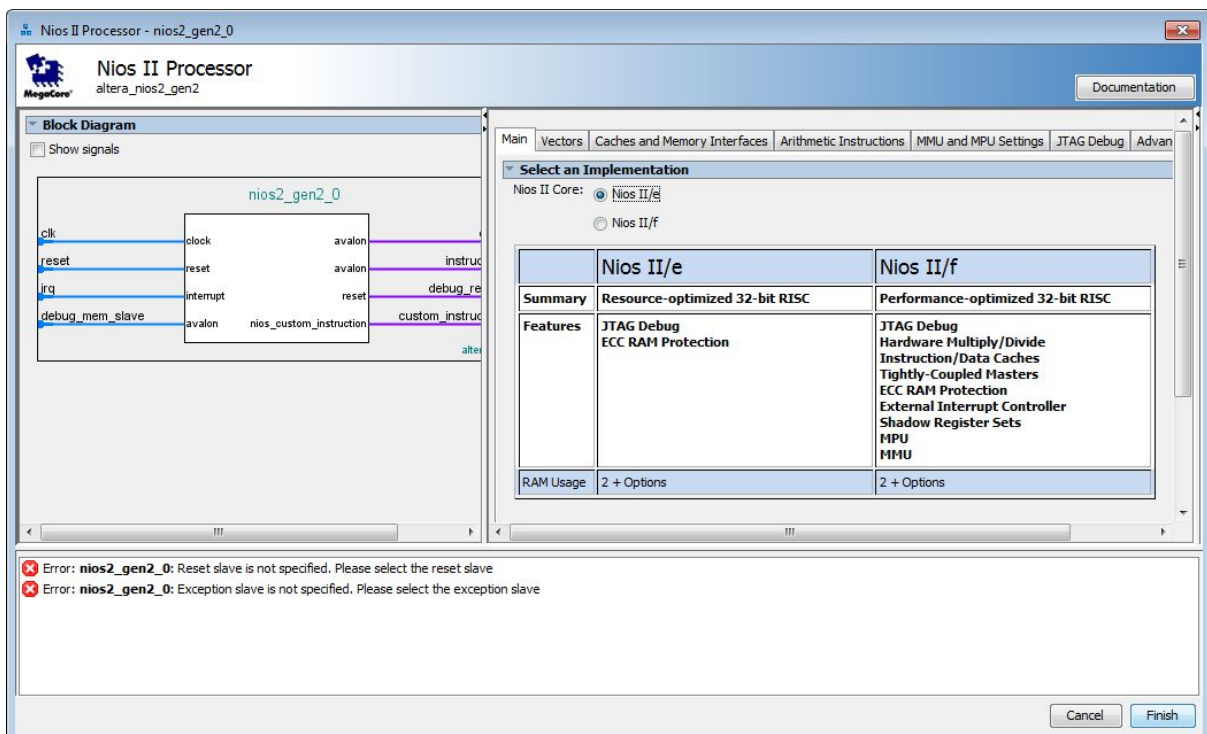 Nios II Processor - nios2_gen2_0
MegaCore'
Nios II Processor
altera_nios2_gen2
Documentation
Block Diagram
Show signals
nios2_gen2_0
clk
clock
avalon
reset
reset
avalon
instruc
irq
interrupt
reset
debug_re
debug_mem_slave
avalon
nios_custom_instruction
custom_instruc
alter
Main Vectors Caches and Memory Interfaces Arithmetic Instructions MMU and MPU Settings JTAG Debug Advan
Select an Implementation
Nios II Core: Nios II/e
Nios II/f
Nios II/e Nios II/f
Summary Resource-optimized 32-bit RISC Performance-optimized 32-bit RISC
Features
JTAG Debug
ECC RAM Protection
JTAG Debug
Hardware Multiply/Divide
Instruction/Data Caches
Tightly-Coupled Masters
ECC RAM Protection
External Interrupt Controller
Shadow Register Sets
MPU
MMU
RAM Usage 2 + Options 2 + Options
Error: nios2_gen2_0: Reset slave is not specified. Please select the reset slave
Error: nios2_gen2_0: Exception slave is not specified. Please select the exception slave
Cancel Finish